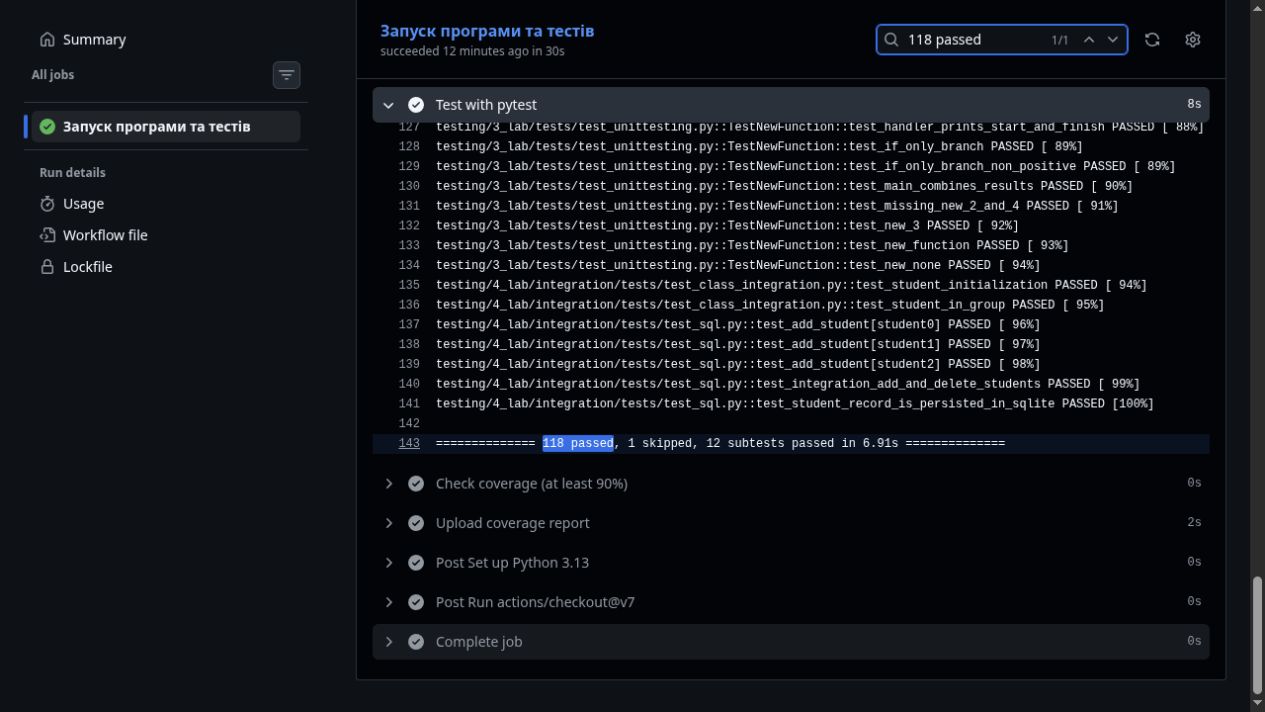 Summary
All jobs
Запуск програми та тестів
Run details
Usage
Workflow file
Lockfile
Запуск програми та тестів
succeeded 12 minutes ago in 30s
118 passed 1/1
Test with pytest 8s
127 testing/3_lab/tests/test_unittesting.py::TestNewFunction::test_handler_prints_start_and_finish PASSED [ 88%]
128 testing/3_lab/tests/test_unittesting.py::TestNewFunction::test_if_only_branch PASSED [ 89%]
129 testing/3_lab/tests/test_unittesting.py::TestNewFunction::test_if_only_branch_non_positive PASSED [ 89%]
130 testing/3_lab/tests/test_unittesting.py::TestNewFunction::test_main_combines_results PASSED [ 90%]
131 testing/3_lab/tests/test_unittesting.py::TestNewFunction::test_missing_new_2_and_4 PASSED [ 91%]
132 testing/3_lab/tests/test_unittesting.py::TestNewFunction::test_new_3 PASSED [ 92%]
133 testing/3_lab/tests/test_unittesting.py::TestNewFunction::test_new_function PASSED [ 93%]
134 testing/3_lab/tests/test_unittesting.py::TestNewFunction::test_new_none PASSED [ 94%]
135 testing/4_lab/integration/tests/test_class_integration.py::test_student_initialization PASSED [ 94%]
136 testing/4_lab/integration/tests/test_class_integration.py::test_student_in_group PASSED [ 95%]
137 testing/4_lab/integration/tests/test_sql.py::test_add_student[student0] PASSED [ 96%]
138 testing/4_lab/integration/tests/test_sql.py::test_add_student[student1] PASSED [ 97%]
139 testing/4_lab/integration/tests/test_sql.py::test_add_student[student2] PASSED [ 98%]
140 testing/4_lab/integration/tests/test_sql.py::test_integration_add_and_delete_students PASSED [ 99%]
141 testing/4_lab/integration/tests/test_sql.py::test_student_record_is_persisted_in_sqlite PASSED [100%]
142
143 ============== 118 passed, 1 skipped, 12 subtests passed in 6.91s ==============
Check coverage (at least 90%) 0s
Upload coverage report 2s
Post Set up Python 3.13 0s
Post Run actions/checkout@v7 0s
Complete job 0s